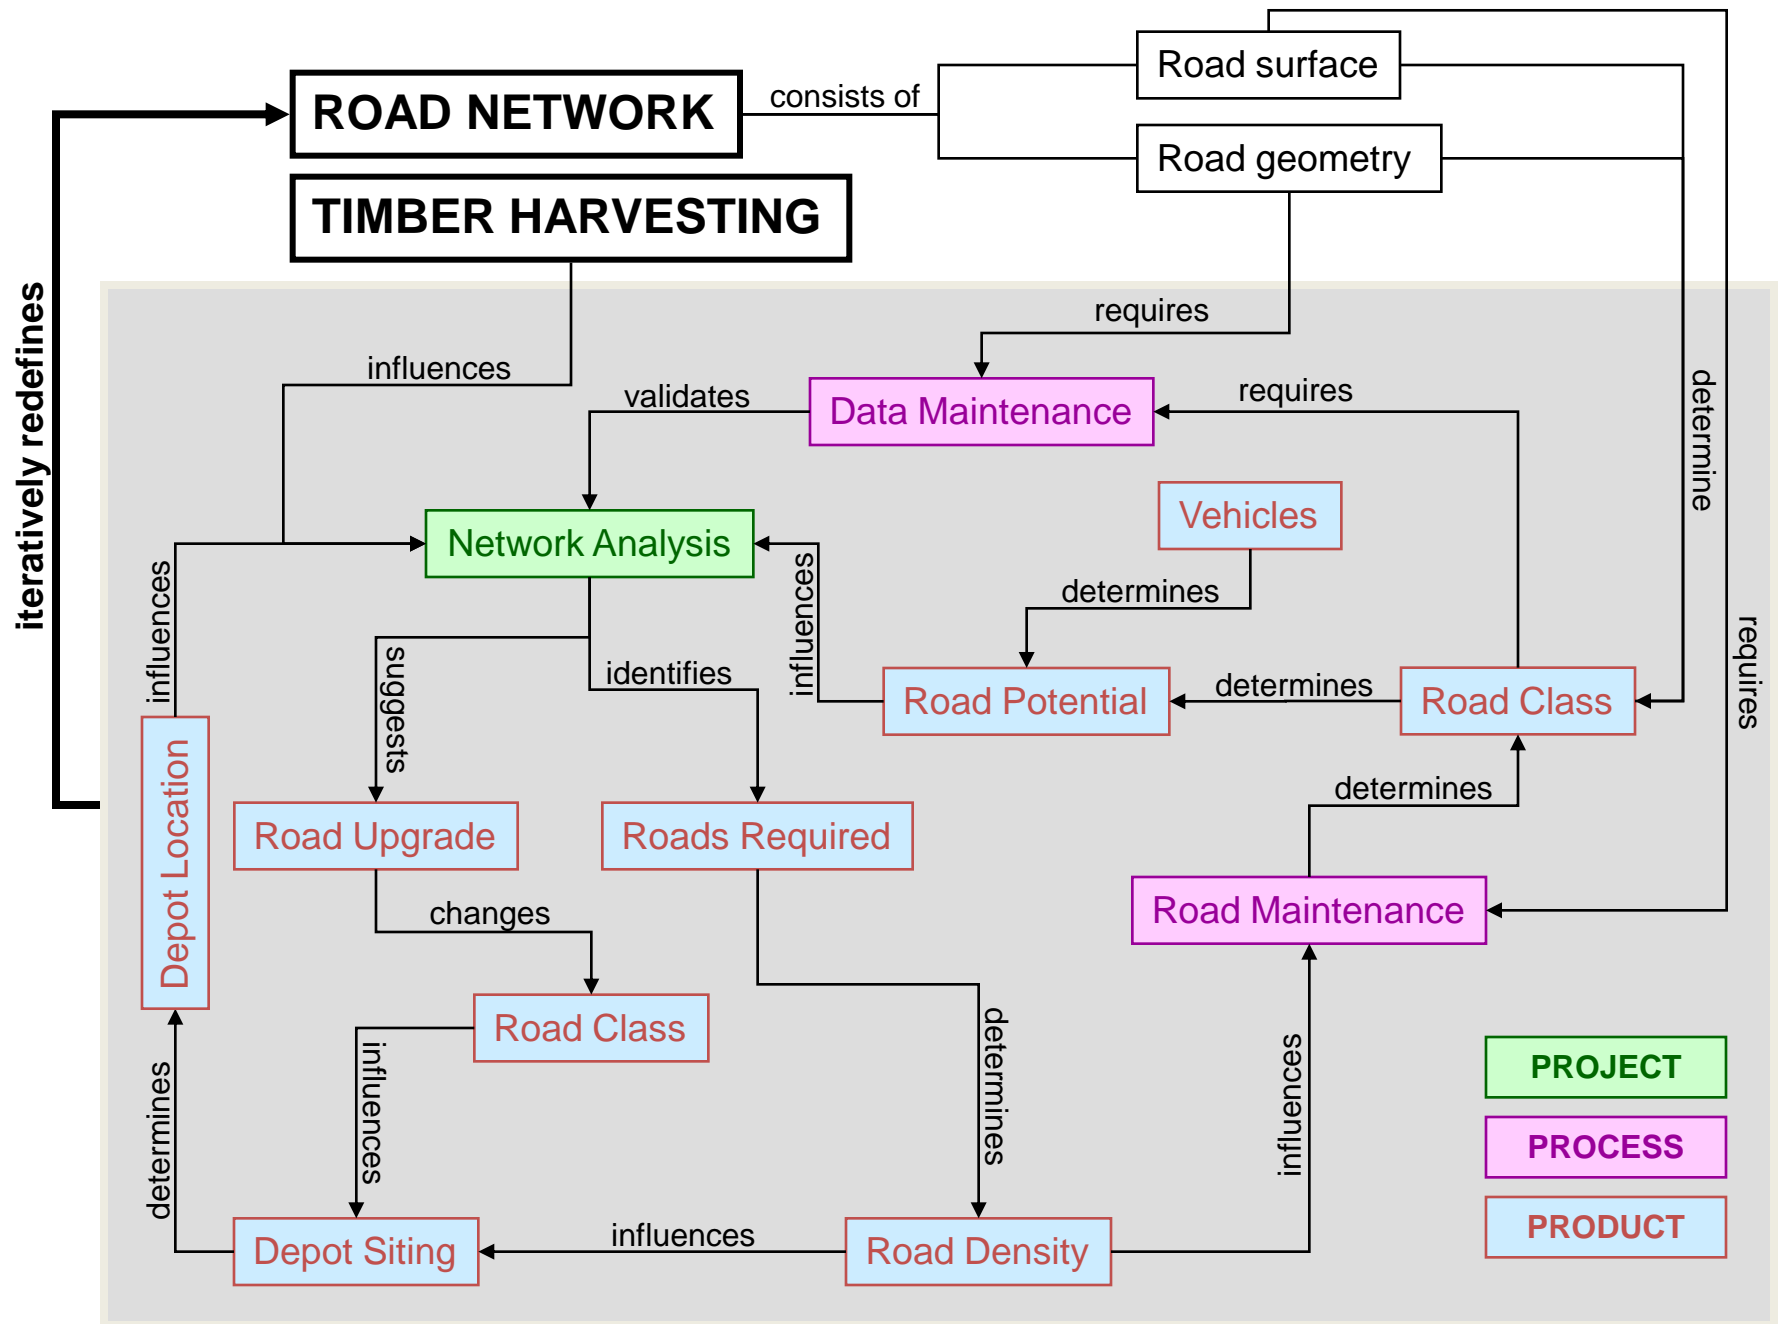 Road surface
consists of
ROAD NETWORK
Road geometry
TIMBER HARVESTING
iteratively redefines
requires
influences
validates
Data Maintenance
requires
determine
Vehicles
Network Analysis
influences
determines
influences
requires
suggests
identifies
Road Potential
determines
Road Class
Depot Location
determines
Road Upgrade
Roads Required
changes
Road Maintenance
Road Class
influences
determines
influences
determines
PROJECT
PROCESS
PRODUCT
Depot Siting
influences
Road Density